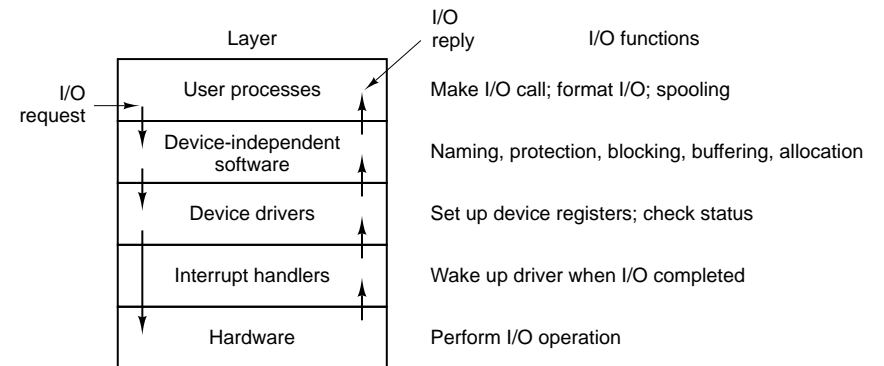 I/O
reply
Layer
I/O functions
I/O
request
User processes
Make I/O call; format I/O; spooling
Device-independent
software
Naming, protection, blocking, buffering, allocation
Device drivers
Set up device registers; check status
Interrupt handlers
Wake up driver when I/O completed
Hardware
Perform I/O operation